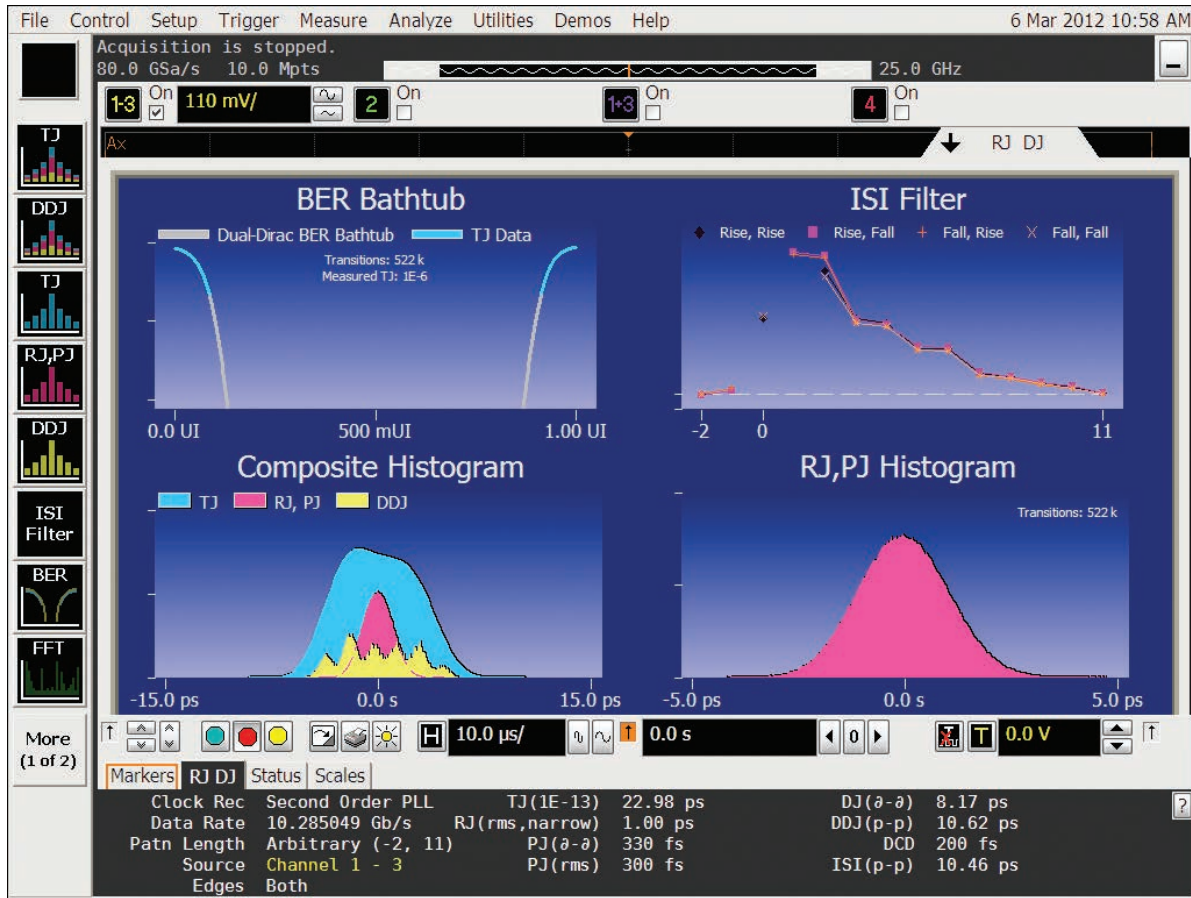 File Control Setup Trigger Measure Analyze Utilities Demos Help 6 Mar 2012 10:58 AM
Acquisition is stopped.
80.0 GSa/s 10.0 Mpts 25.0 GHz
1-3 On 110 mV/ 2 On 1+3 On 4 On
Ax RJ DJ
TJ
DDJ
TJ
RJ,PJ
DDJ
ISI
Filter
BER
FFT
More
(1 of 2)
BER Bathtub
Dual-Dirac BER Bathtub TJ Data
Transitions: 522 k
Measured TJ: 1E-6
0.0 UI 500 mUI 1.00 UI
ISI Filter
Rise, Rise Rise, Fall Fall, Rise Fall, Fall
-2 0 11
Composite Histogram
TJ RJ, PJ DDJ
-15.0 ps 0.0 s 15.0 ps
RJ,PJ Histogram
Transitions: 522 k
-5.0 ps 0.0 s 5.0 ps
H 10.0 µs/ 0.0 s 0 T 0.0 V
Markers RJ DJ Status Scales
Clock Rec Second Order PLL TJ(1E-13) 22.98 ps DJ(∂-∂) 8.17 ps ?
Data Rate 10.285049 Gb/s RJ(rms,narrow) 1.00 ps DDJ(p-p) 10.62 ps
Patn Length Arbitrary (-2, 11) PJ(∂-∂) 330 fs DCD 200 fs
Source Channel 1 - 3 PJ(rms) 300 fs ISI(p-p) 10.46 ps
Edges Both